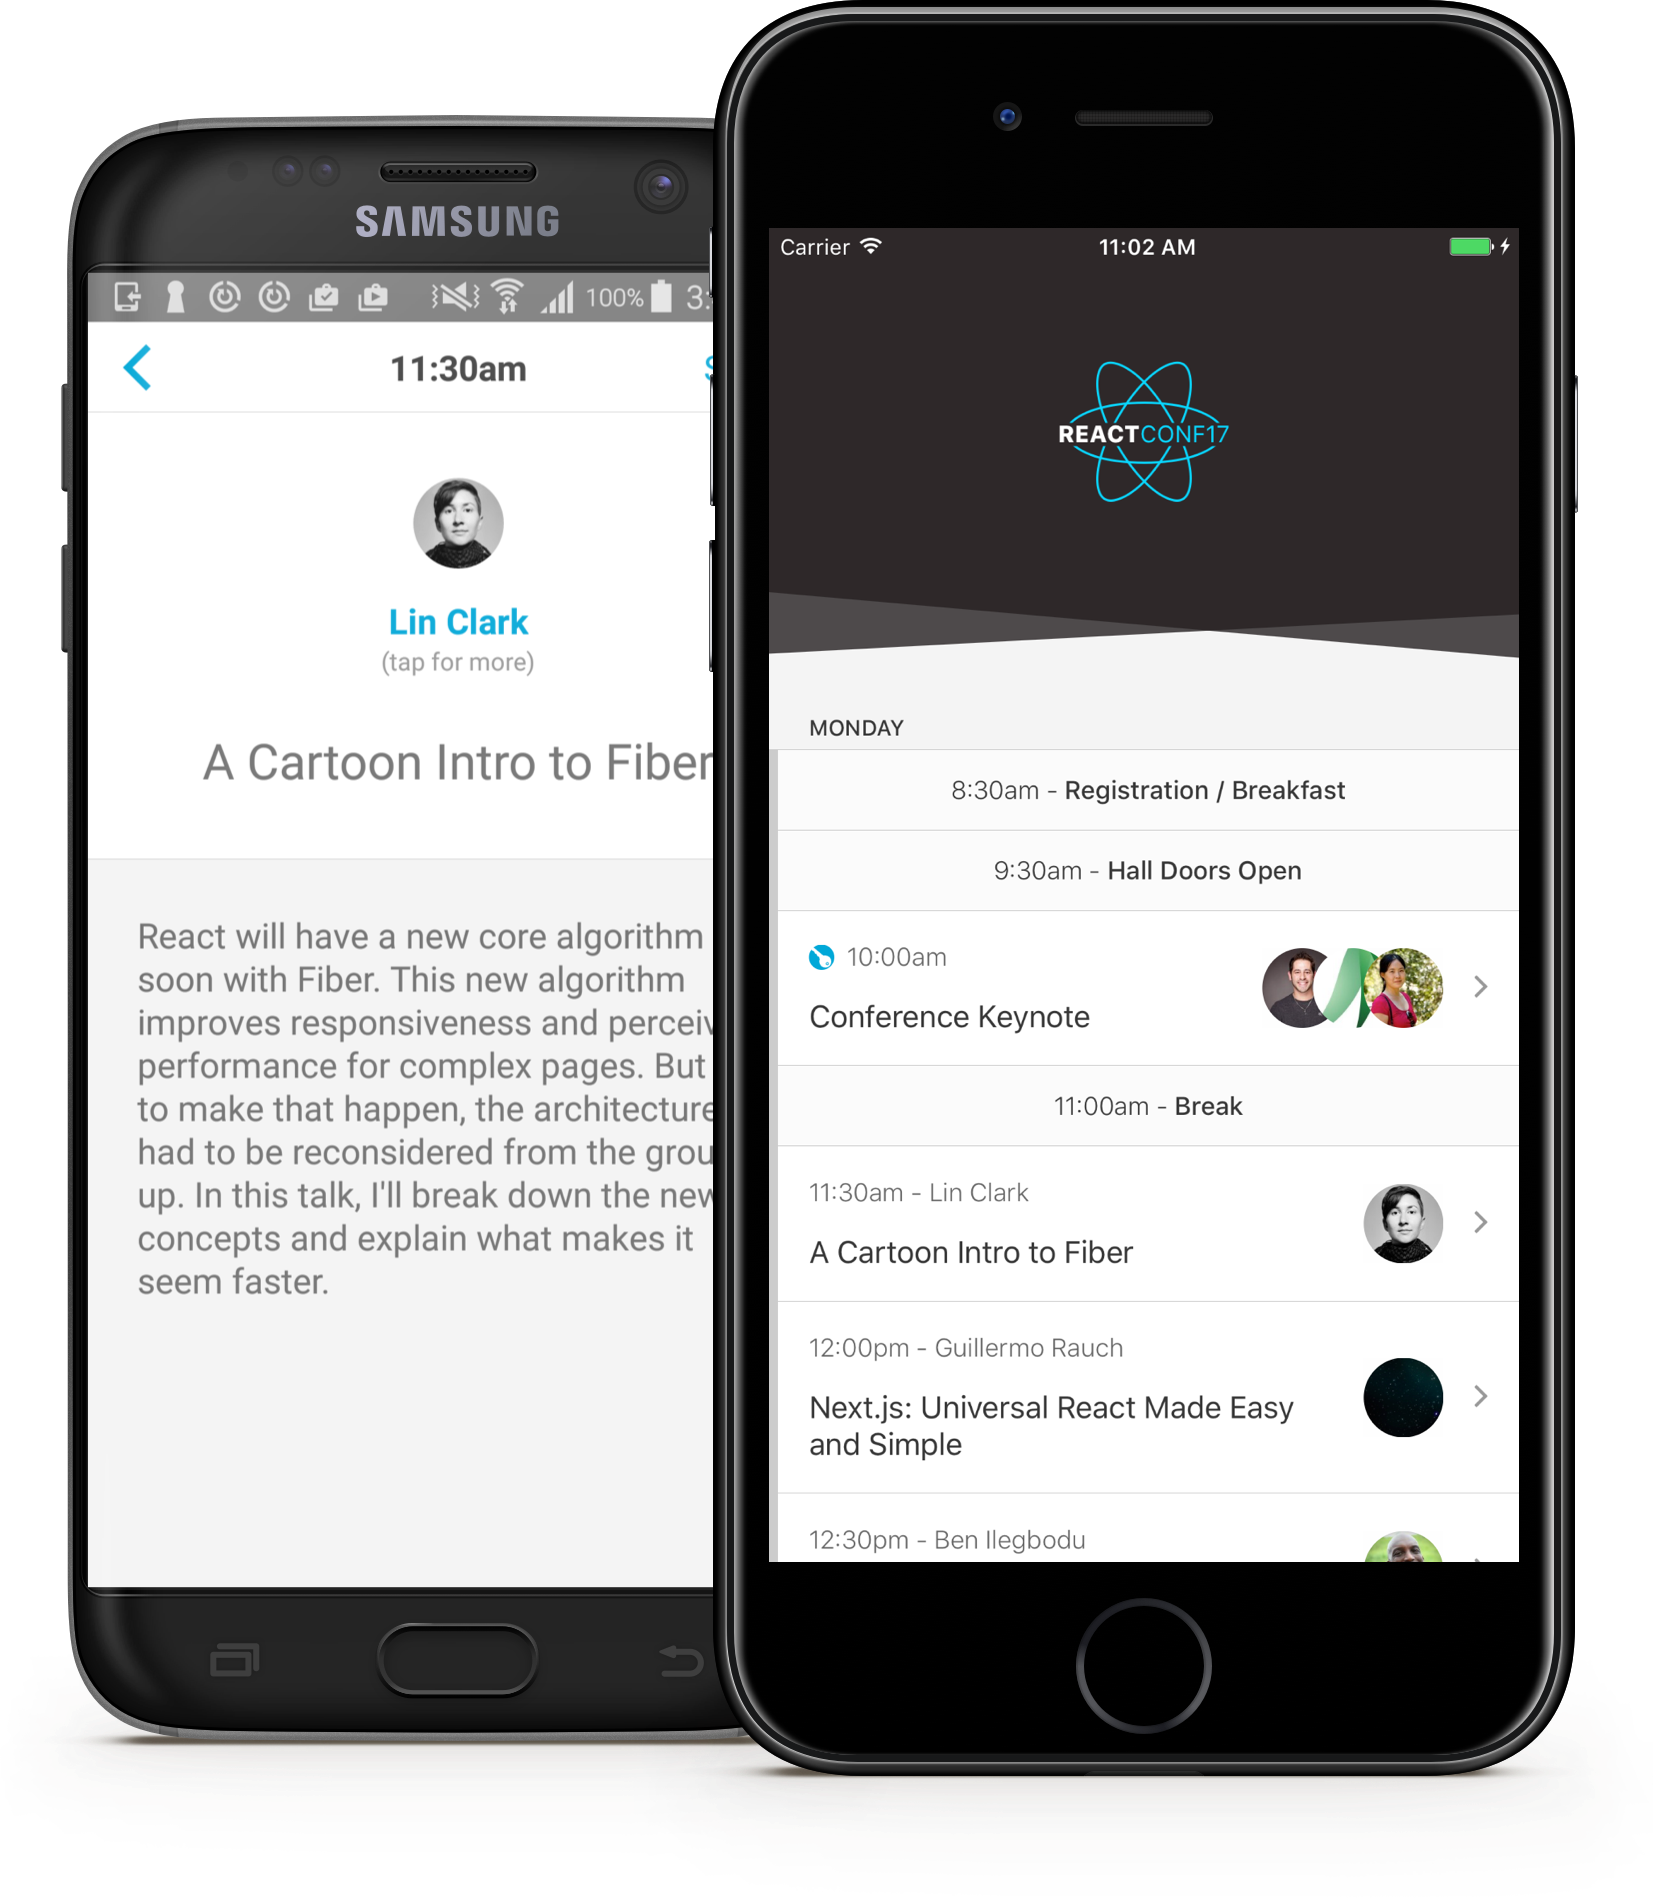 SAMSUNG
100% 3:
11:30am
Lin Clark
(tap for more)
A Cartoon Intro to Fiber
React will have a new core algorithm
soon with Fiber. This new algorithm
improves responsiveness and perceiv
performance for complex pages. But
to make that happen, the architecture
had to be reconsidered from the grou
up. In this talk, I'll break down the new
concepts and explain what makes it
seem faster.
Carrier 11:02 AM
REACTCONF17
MONDAY
8:30am - Registration / Breakfast
9:30am - Hall Doors Open
10:00am
Conference Keynote
11:00am - Break
11:30am - Lin Clark
A Cartoon Intro to Fiber
12:00pm - Guillermo Rauch
Next.js: Universal React Made Easy
and Simple
12:30pm - Ben Ilegbodu